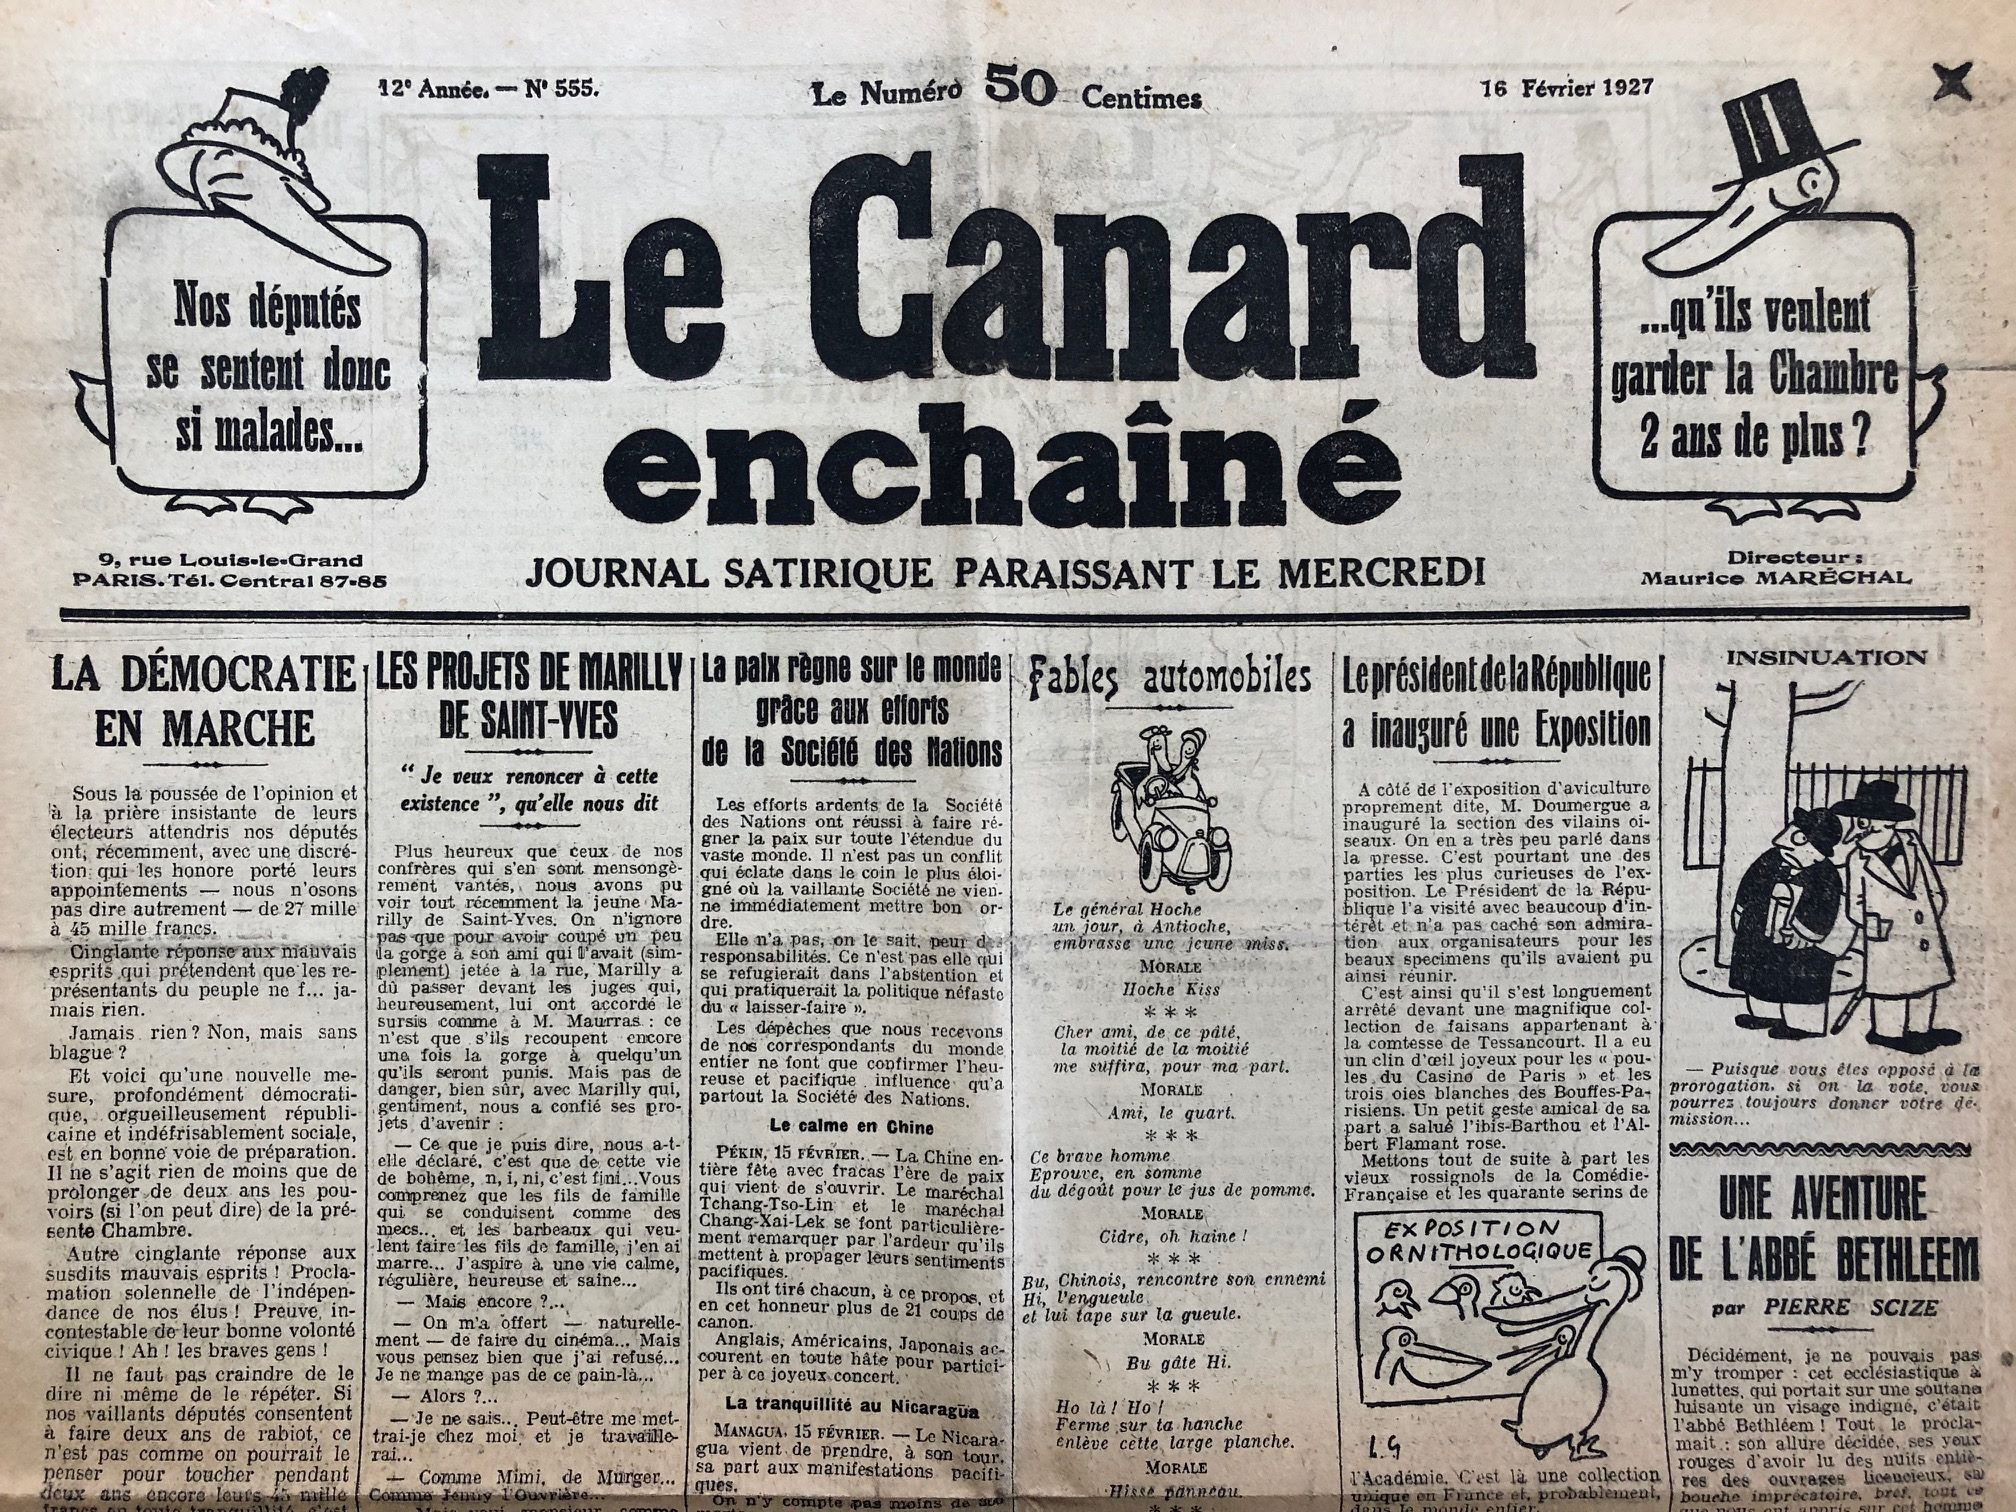 12e Année. — N° 555.
Le Numéro 50 Centimes
16 Février 1927
Nos députés
se sentent donc
si malades...
Le Canard
enchaîné
...qu'ils veulent
garder la Chambre
2 ans de plus ?
9, rue Louis-le-Grand
PARIS. Tél. Central 87-85
JOURNAL SATIRIQUE PARAISSANT LE MERCREDI
Directeur :
Maurice MARÉCHAL
LA DÉMOCRATIE
EN MARCHE
Sous la poussée de l'opinion et
à la prière insistante de leurs
électeurs attendris nos députés
ont, récemment, avec une discré-
tion qui les honore porté leurs
appointements — nous n'osons
pas dire autrement — de 27 mille
à 45 mille francs.
Cinglante réponse aux mauvais
esprits qui prétendent que les re-
présentants du peuple ne f... ja-
mais rien.
Jamais rien ? Non, mais sans
blague ?
Et voici qu'une nouvelle me-
sure, profondément démocrati-
que, orgueilleusement républi-
caine et indéfrisablement sociale,
est en bonne voie de préparation.
Il ne s'agit rien de moins que de
prolonger de deux ans les pou-
voirs (si l'on peut dire) de la pré-
sente Chambre.
Autre cinglante réponse aux
susdits mauvais esprits ! Procla-
mation solennelle de l'indépen-
dance de nos élus ! Preuve in-
contestable de leur bonne volonté
civique ! Ah ! les braves gens !
Il ne faut pas craindre de le
dire ni même de le répéter. Si
nos vaillants députés consentent
à faire deux ans de rabiot, ce
n'est pas comme on pourrait le
penser pour toucher pendant
deux ans encore leurs 45 mille
LES PROJETS DE MARILLY
DE SAINT-YVES
" Je veux renoncer à cette
existence ", qu'elle nous dit
Plus heureux que ceux de nos
confrères qui s'en sont mensongè-
rement vantés, nous avons pu
voir tout récemment la jeune Ma-
rilly de Saint-Yves. On n'ignore
pas que pour avoir coupé un peu
la gorge à son ami qui l'avait (sim-
plement) jetée à la rue, Marilly a
dû passer devant les juges qui,
heureusement, lui ont accordé le
sursis comme à M. Maurras : ce
n'est que s'ils recoupent encore
une fois la gorge à quelqu'un
qu'ils seront punis. Mais pas de
danger, bien sûr, avec Marilly qui,
gentiment, nous a confié ses pro-
jets d'avenir :
— Ce que je puis dire, nous a-t-
elle déclaré, c'est que de cette vie
de bohême, n, i, ni, c'est fini... Vous
comprenez que les fils de famille
qui se conduisent comme des
mecs... et les barbeaux qui veu-
lent faire les fils de famille, j'en ai
marre... J'aspire à une vie calme,
régulière, heureuse et saine...
— Mais encore ?...
— On m'a offert — naturelle-
ment — de faire du cinéma... Mais
vous pensez bien que j'ai refusé...
Je ne mange pas de ce pain-là...
— Alors ?...
— Je ne sais... Peut-être me met-
trai-je chez moi et je travaille-
rai...
— Comme Mimi, de Murger...
Comme Jenny l'Ouvrière...
La paix règne sur le monde
grâce aux efforts
de la Société des Nations
Les efforts ardents de la Société
des Nations ont réussi à faire ré-
gner la paix sur toute l'étendue du
vaste monde. Il n'est pas un conflit
qui éclate dans le coin le plus éloi-
gné où la vaillante Société ne vien-
ne immédiatement mettre bon or-
dre.
Elle n'a pas, on le sait, peur des
responsabilités. Ce n'est pas elle qui
se refugierait dans l'abstention et
qui pratiquerait la politique néfaste
du « laisser-faire ».
Les dépêches que nous recevons
de nos correspondants du monde
entier ne font que confirmer l'heu-
reuse et pacifique influence qu'a
partout la Société des Nations.
Le calme en Chine
PÉKIN, 15 FÉVRIER. — La Chine en-
tière fête avec fracas l'ère de paix
qui vient de s'ouvrir. Le maréchal
Tchang-Tso-Lin et le maréchal
Chang-Xai-Lek se font particulière-
ment remarquer par l'ardeur qu'ils
mettent à propager leurs sentiments
pacifiques.
Ils ont tiré chacun, à ce propos, et
en cet honneur plus de 21 coups de
canon.
Anglais, Américains, Japonais ac-
courent en toute hâte pour partici-
per à ce joyeux concert.
La tranquillité au Nicaragua
MANAGUA, 15 FÉVRIER. — Le Nicara-
gua vient de prendre, à son tour,
sa part aux manifestations pacifi-
ques.
On n'y compte pas moins de
Fables automobiles
Le général Hoche
un jour, à Antioche,
embrasse une jeune miss.
MORALE
Hoche Kiss
* * *
Cher ami, de ce pâté,
la moitié de la moitié
me suffira, pour ma part.
MORALE
Ami, le quart.
* * *
Ce brave homme
Eprouve, en somme
du dégoût pour le jus de pomme.
MORALE
Cidre, oh haine !
* * *
Bu, Chinois, rencontre son ennemi
Hi, l'engueule
et lui tape sur la gueule.
MORALE
Bu gâte Hi.
* * *
Ho là ! Ho !
Ferme sur ta hanche
enlève cette large planche.
MORALE
Hisse panneau.
* * *
Le président de la République
a inauguré une Exposition
A côté de l'exposition d'aviculture
proprement dite, M. Doumergue a
inauguré la section des vilains oi-
seaux. On en a très peu parlé dans
la presse. C'est pourtant une des
parties les plus curieuses de l'ex-
position. Le Président de la Répu-
blique l'a visité avec beaucoup d'in-
térêt et n'a pas caché son admira-
tion aux organisateurs pour les
beaux specimens qu'ils avaient pu
ainsi réunir.
C'est ainsi qu'il s'est longuement
arrêté devant une magnifique col-
lection de faisans appartenant à
la comtesse de Tessancourt. Il a eu
un clin d'œil joyeux pour les « pou-
les du Casino de Paris » et les
trois oies blanches des Bouffes-Pa-
risiens. Un petit geste amical de sa
part a salué l'ibis-Barthou et l'Al-
bert Flamant rose.
Mettons tout de suite à part les
vieux rossignols de la Comédie-
Française et les quarante serins de
EXPOSITION
ORNITHOLOGIQUE
I.G
l'Académie. C'est là une collection
unique en France et, probablement,
dans le monde entier.
INSINUATION
— Puisque vous êtes opposé à la
prorogation, si on la vote, vous
pourrez toujours donner votre dé-
mission...
UNE AVENTURE
DE L'ABBÉ BETHLEEM
par PIERRE SCIZE
Décidément, je ne pouvais pas
m'y tromper : cet ecclésiastique à
lunettes, qui portait sur une soutane
luisante un visage indigné, c'était
l'abbé Bethléem ! Tout le procla-
mait : son allure décidée, ses yeux
rouges d'avoir lu des nuits entiè-
res des ouvrages licencieux, sa
bouche imprécatoire, bref, tout ce